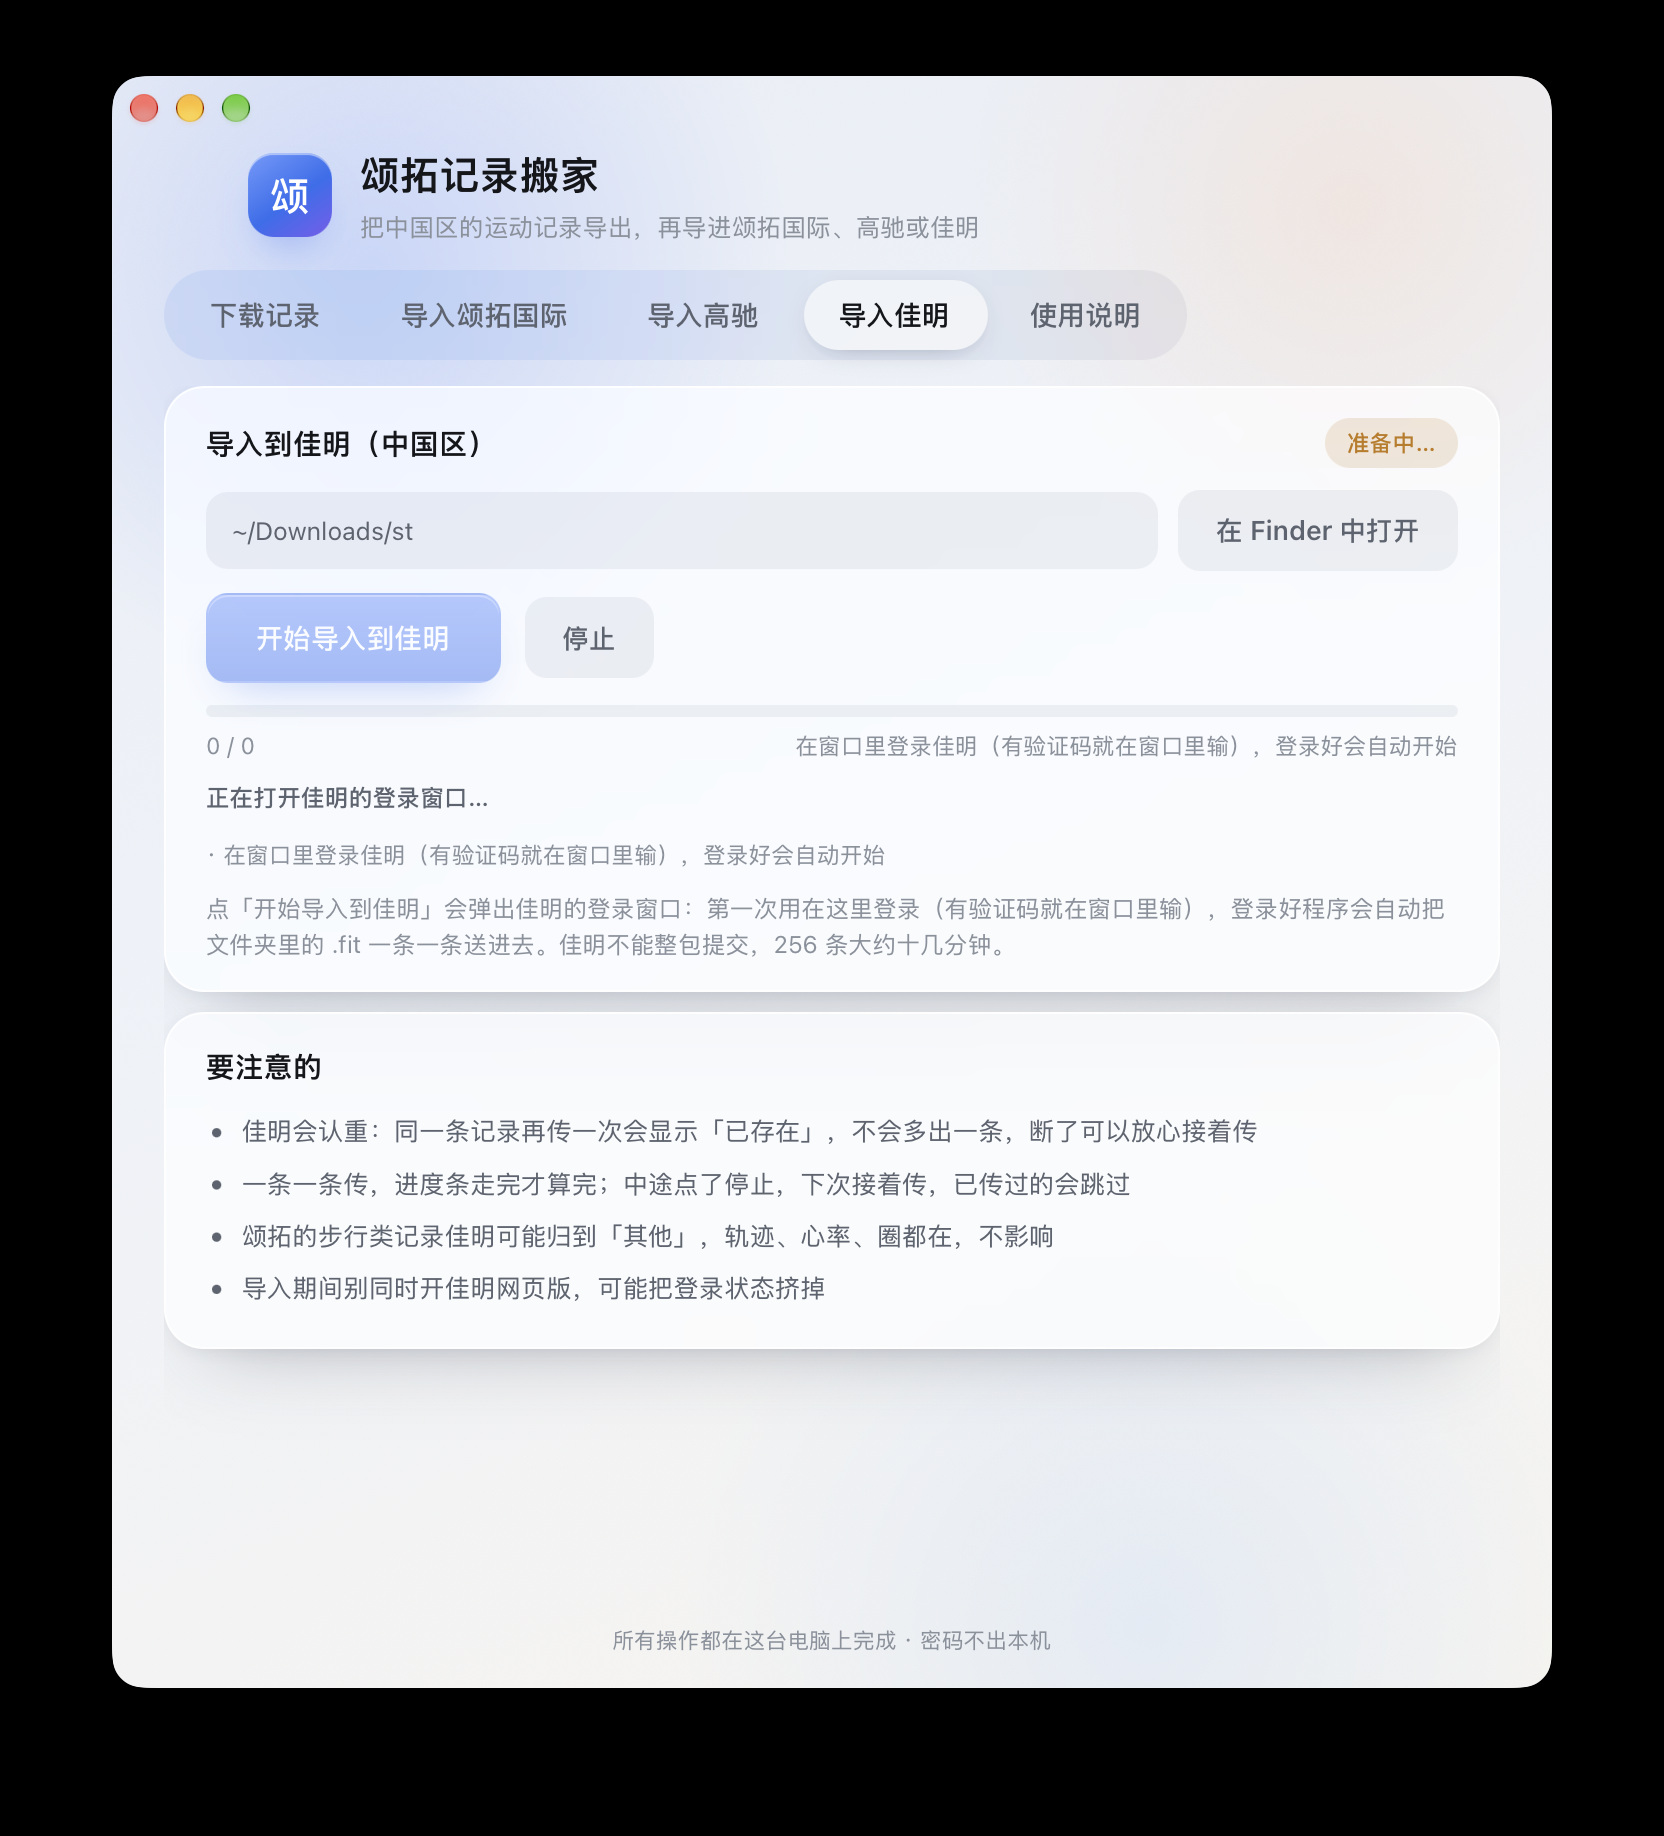 颂
颂拓记录搬家
把中国区的运动记录导出，再导进颂拓国际、高驰或佳明
下载记录
导入颂拓国际
导入高驰
导入佳明
使用说明
导入到佳明（中国区）
准备中...
~/Downloads/st
在 Finder 中打开
开始导入到佳明
停止
0 / 0
在窗口里登录佳明（有验证码就在窗口里输），登录好会自动开始
正在打开佳明的登录窗口...
· 在窗口里登录佳明（有验证码就在窗口里输），登录好会自动开始
点「开始导入到佳明」会弹出佳明的登录窗口：第一次用在这里登录（有验证码就在窗口里输），登录好程序会自动把
文件夹里的 .fit 一条一条送进去。佳明不能整包提交，256 条大约十几分钟。
要注意的
• 佳明会认重：同一条记录再传一次会显示「已存在」，不会多出一条，断了可以放心接着传
• 一条一条传，进度条走完才算完；中途点了停止，下次接着传，已传过的会跳过
• 颂拓的步行类记录佳明可能归到「其他」，轨迹、心率、圈都在，不影响
• 导入期间别同时开佳明网页版，可能把登录状态挤掉
所有操作都在这台电脑上完成 · 密码不出本机